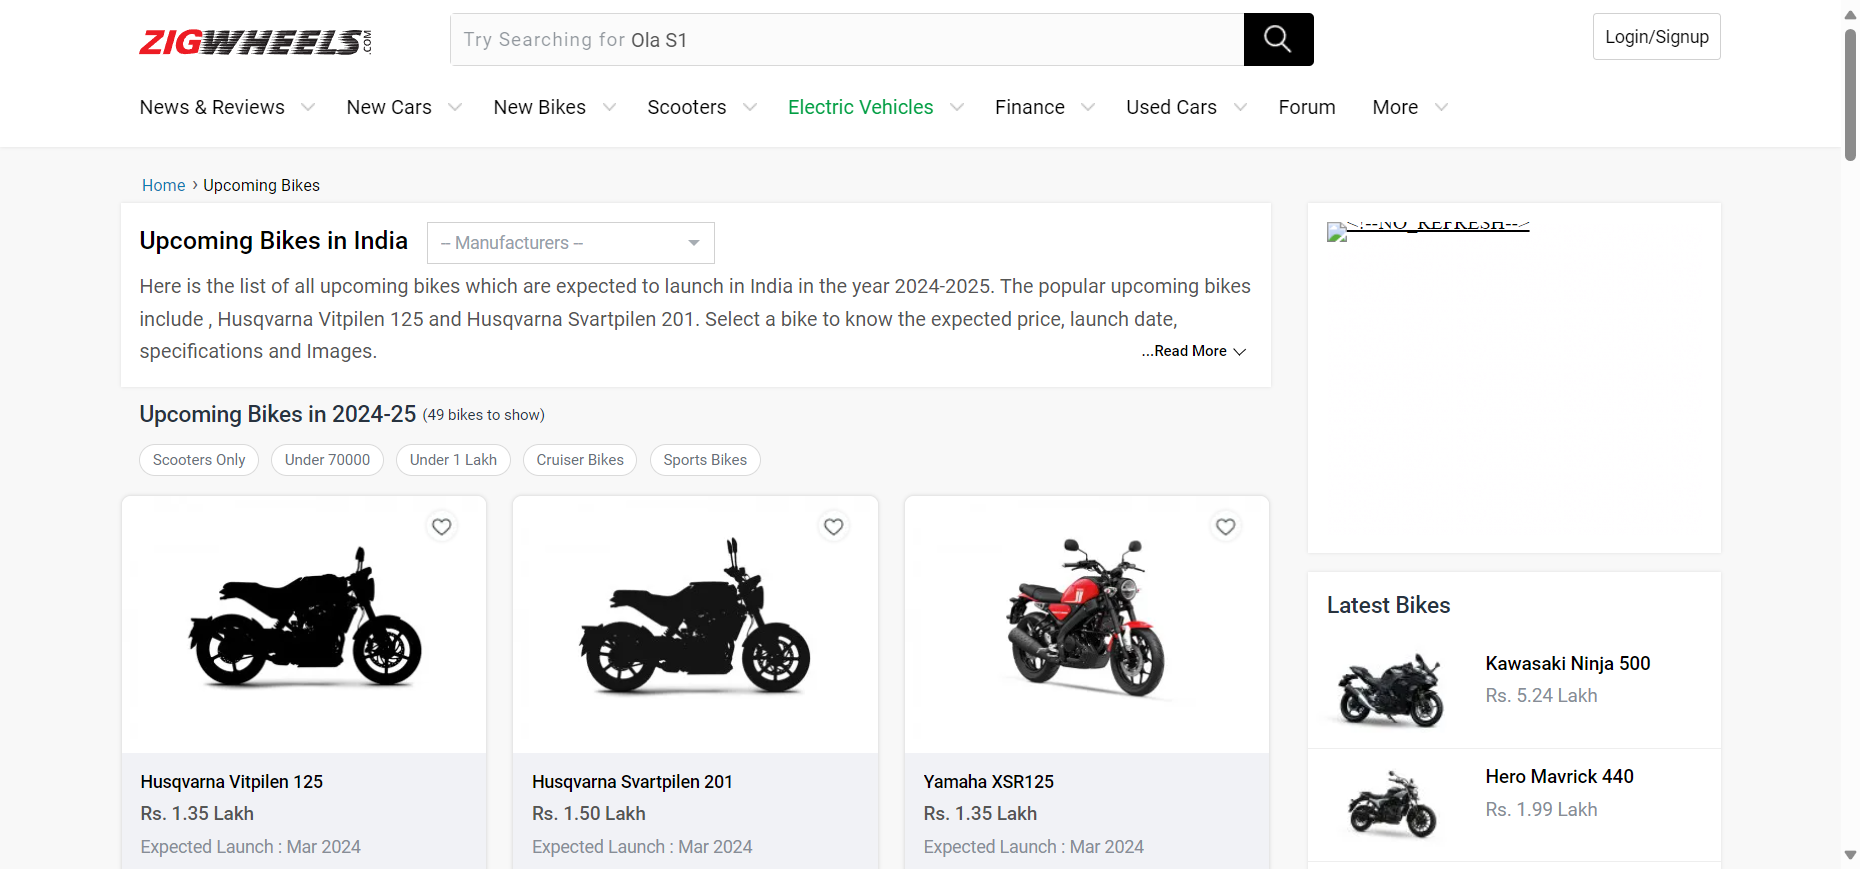 ZIGWHEELS.COM
Try Searching for Ola S1
Login/Signup
News & Reviews
New Cars
New Bikes
Scooters
Electric Vehicles
Finance
Used Cars
Forum
More
Home › Upcoming Bikes
Upcoming Bikes in India
-- Manufacturers --
Here is the list of all upcoming bikes which are expected to launch in India in the year 2024-2025. The popular upcoming bikes
include , Husqvarna Vitpilen 125 and Husqvarna Svartpilen 201. Select a bike to know the expected price, launch date,
specifications and Images.
...Read More
<!--NO_REFRESH-->
Upcoming Bikes in 2024-25 (49 bikes to show)
Scooters Only
Under 70000
Under 1 Lakh
Cruiser Bikes
Sports Bikes
Husqvarna Vitpilen 125
Rs. 1.35 Lakh
Expected Launch : Mar 2024
Husqvarna Svartpilen 201
Rs. 1.50 Lakh
Expected Launch : Mar 2024
Yamaha XSR125
Rs. 1.35 Lakh
Expected Launch : Mar 2024
Latest Bikes
Kawasaki Ninja 500
Rs. 5.24 Lakh
Hero Mavrick 440
Rs. 1.99 Lakh